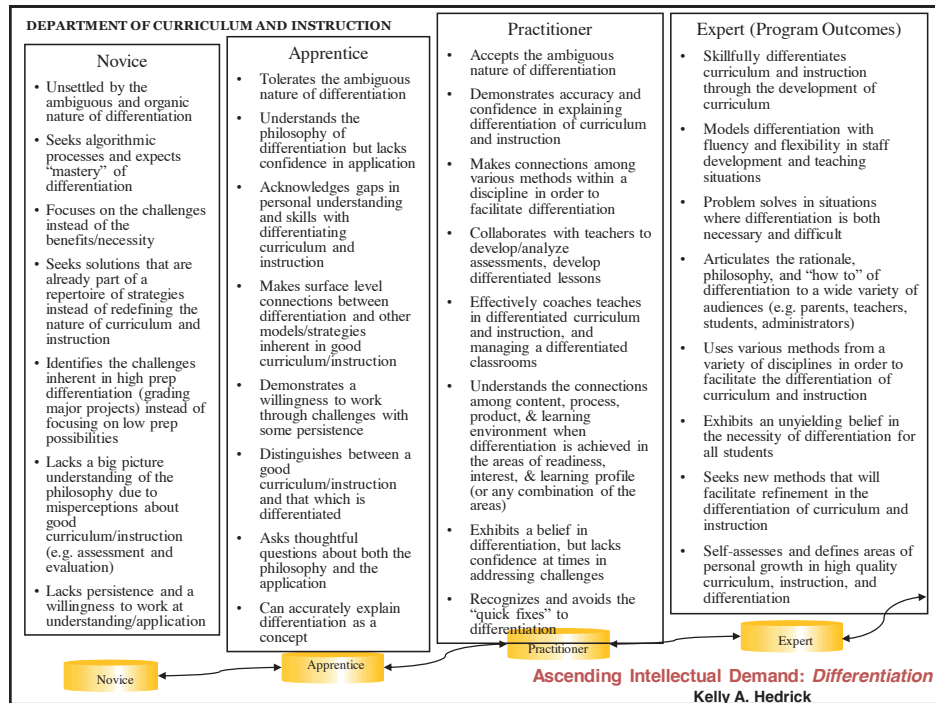 DEPARTMENT OF CURRICULUM AND INSTRUCTION
Novice
• Unsettled by the
ambiguous and organic
nature of differentiation
• Seeks algorithmic
processes and expects
“mastery” of
differentiation
• Focuses on the challenges
instead of the
benefits/necessity
• Seeks solutions that are
already part of a
repertoire of strategies
instead of redefining the
nature of curriculum and
instruction
• Identifies the challenges
inherent in high prep
differentiation (grading
major projects) instead of
focusing on low prep
possibilities
• Lacks a big picture
understanding of the
philosophy due to
misperceptions about
good
curriculum/instruction
(e.g. assessment and
evaluation)
• Lacks persistence and a
willingness to work at
understanding/application
Apprentice
• Tolerates the ambiguous
nature of differentiation
• Understands the
philosophy of
differentiation but lacks
confidence in application
• Acknowledges gaps in
personal understanding
and skills with
differentiating
curriculum and
instruction
• Makes surface level
connections between
differentiation and other
models/strategies
inherent in good
curriculum/instruction
• Demonstrates a
willingness to work
through challenges with
some persistence
• Distinguishes between a
good
curriculum/instruction
and that which is
differentiated
• Asks thoughtful
questions about both the
philosophy and the
application
• Can accurately explain
differentiation as a
concept
Practitioner
• Accepts the ambiguous
nature of differentiation
• Demonstrates accuracy and
confidence in explaining
differentiation of curriculum
and instruction
• Makes connections among
various methods within a
discipline in order to
facilitate differentiation
• Collaborates with teachers to
develop/analyze
assessments, develop
differentiated lessons
• Effectively coaches teaches
in differentiated curriculum
and instruction, and
managing a differentiated
classrooms
• Understands the connections
among content, process,
product, & learning
environment when
differentiation is achieved in
the areas of readiness,
interest, & learning profile
(or any combination of the
areas)
• Exhibits a belief in
differentiation, but lacks
confidence at times in
addressing challenges
• Recognizes and avoids the
“quick fixes” to
differentiation
Expert (Program Outcomes)
• Skillfully differentiates
curriculum and instruction
through the development of
curriculum
• Models differentiation with
fluency and flexibility in staff
development and teaching
situations
• Problem solves in situations
where differentiation is both
necessary and difficult
• Articulates the rationale,
philosophy, and “how to” of
differentiation to a wide variety of
audiences (e.g. parents, teachers,
students, administrators)
• Uses various methods from a
variety of disciplines in order to
facilitate the differentiation of
curriculum and instruction
• Exhibits an unyielding belief in
the necessity of differentiation for
all students
• Seeks new methods that will
facilitate refinement in the
differentiation of curriculum and
instruction
• Self-assesses and defines areas of
personal growth in high quality
curriculum, instruction, and
differentiation
Novice
Apprentice
Practitioner
Expert
Ascending Intellectual Demand: Differentiation
Kelly A. Hedrick